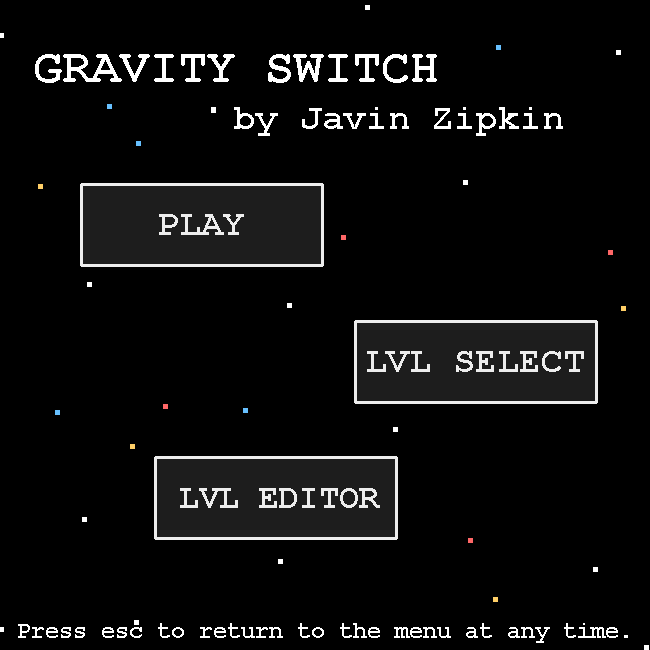 GRAVITY SWITCH
by Javin Zipkin
PLAY
LVL SELECT
LVL EDITOR
Press esc to return to the menu at any time.